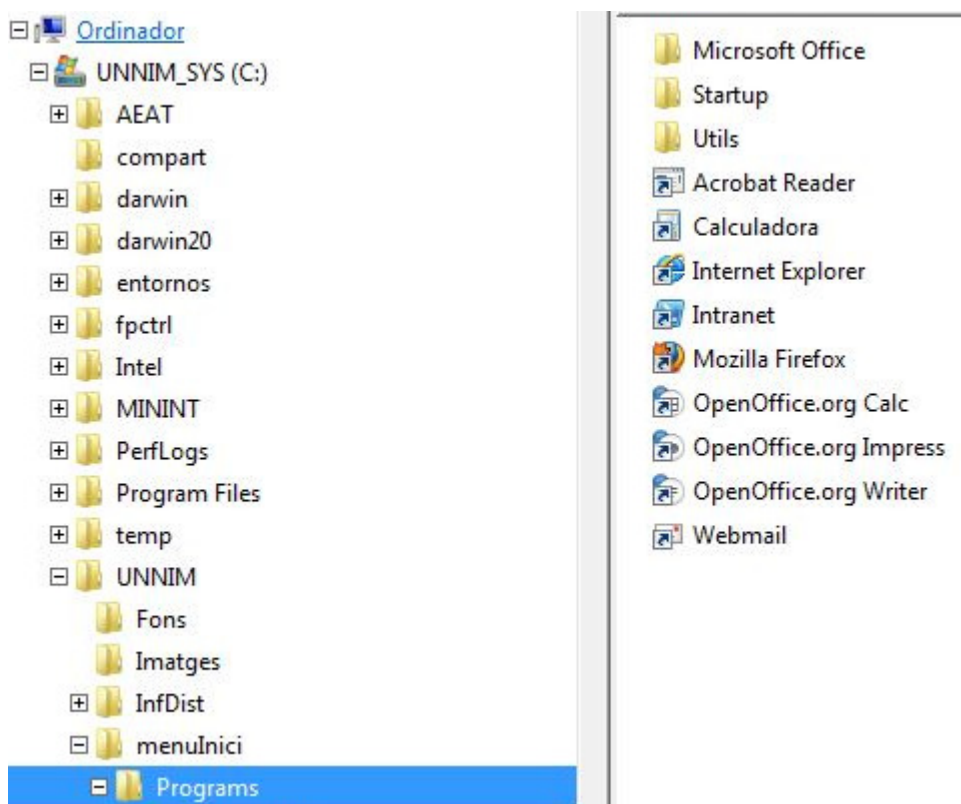 Ordinador
UNNIM_SYS (C:)
AEAT
compart
darwin
darwin20
entornos
fpctrl
Intel
MININT
PerfLogs
Program Files
temp
UNNIM
Fons
Imatges
InfDist
menuInici
Programs
Microsoft Office
Startup
Utils
Acrobat Reader
Calculadora
Internet Explorer
Intranet
Mozilla Firefox
OpenOffice.org Calc
OpenOffice.org Impress
OpenOffice.org Writer
Webmail